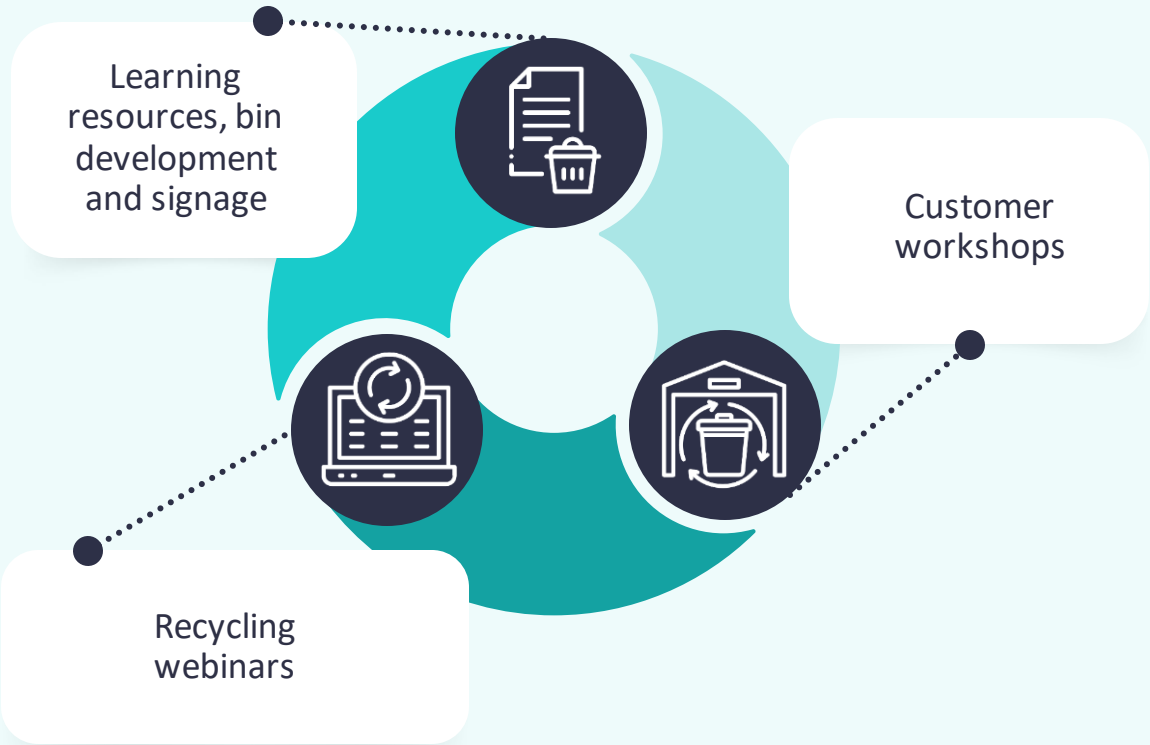 Learning
resources, bin
development
and signage
Customer
workshops
Recycling
webinars